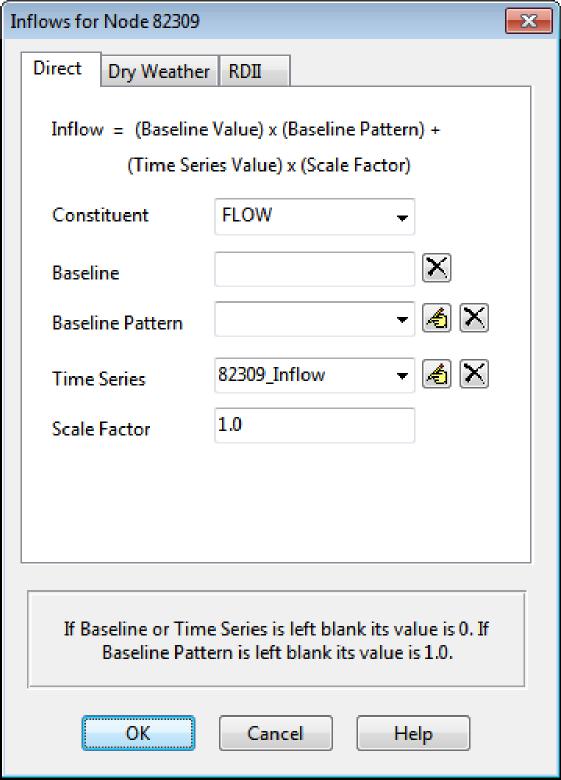 Inflows for Node 82309
Direct
Dry Weather
RDII
Inflow = (Baseline Value) x (Baseline Pattern) +
(Time Series Value) x (Scale Factor)
Constituent
FLOW
Baseline
Baseline Pattern
Time Series
82309_Inflow
Scale Factor
1.0
If Baseline or Time Series is left blank its value is 0. If
Baseline Pattern is left blank its value is 1.0.
OK
Cancel
Help